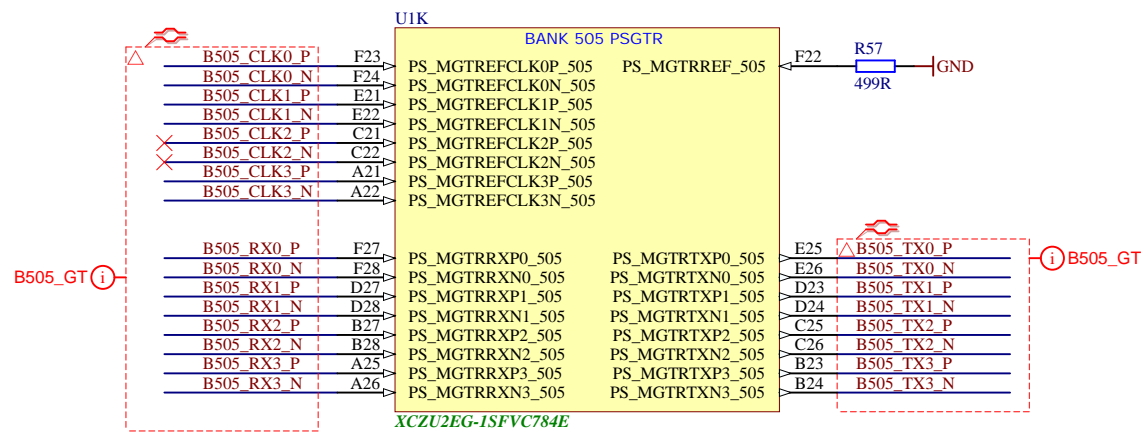 U1K
BANK 505 PSGTR
B505_CLK0_P F23 PS_MGTREFCLK0P_505 PS_MGTRREF_505 F22 R57 499R GND
B505_CLK0_N F24 PS_MGTREFCLK0N_505
B505_CLK1_P E21 PS_MGTREFCLK1P_505
B505_CLK1_N E22 PS_MGTREFCLK1N_505
B505_CLK2_P C21 PS_MGTREFCLK2P_505
B505_CLK2_N C22 PS_MGTREFCLK2N_505
B505_CLK3_P A21 PS_MGTREFCLK3P_505
B505_CLK3_N A22 PS_MGTREFCLK3N_505
B505_RX0_P F27 PS_MGTRRXP0_505 PS_MGTRTXP0_505 E25 B505_TX0_P
B505_GT i B505_RX0_N F28 PS_MGTRRXN0_505 PS_MGTRTXN0_505 E26 B505_TX0_N i B505_GT
B505_RX1_P D27 PS_MGTRRXP1_505 PS_MGTRTXP1_505 D23 B505_TX1_P
B505_RX1_N D28 PS_MGTRRXN1_505 PS_MGTRTXN1_505 D24 B505_TX1_N
B505_RX2_P B27 PS_MGTRRXP2_505 PS_MGTRTXP2_505 C25 B505_TX2_P
B505_RX2_N B28 PS_MGTRRXN2_505 PS_MGTRTXN2_505 C26 B505_TX2_N
B505_RX3_P A25 PS_MGTRRXP3_505 PS_MGTRTXP3_505 B23 B505_TX3_P
B505_RX3_N A26 PS_MGTRRXN3_505 PS_MGTRTXN3_505 B24 B505_TX3_N
XCZU2EG-1SFVC784E